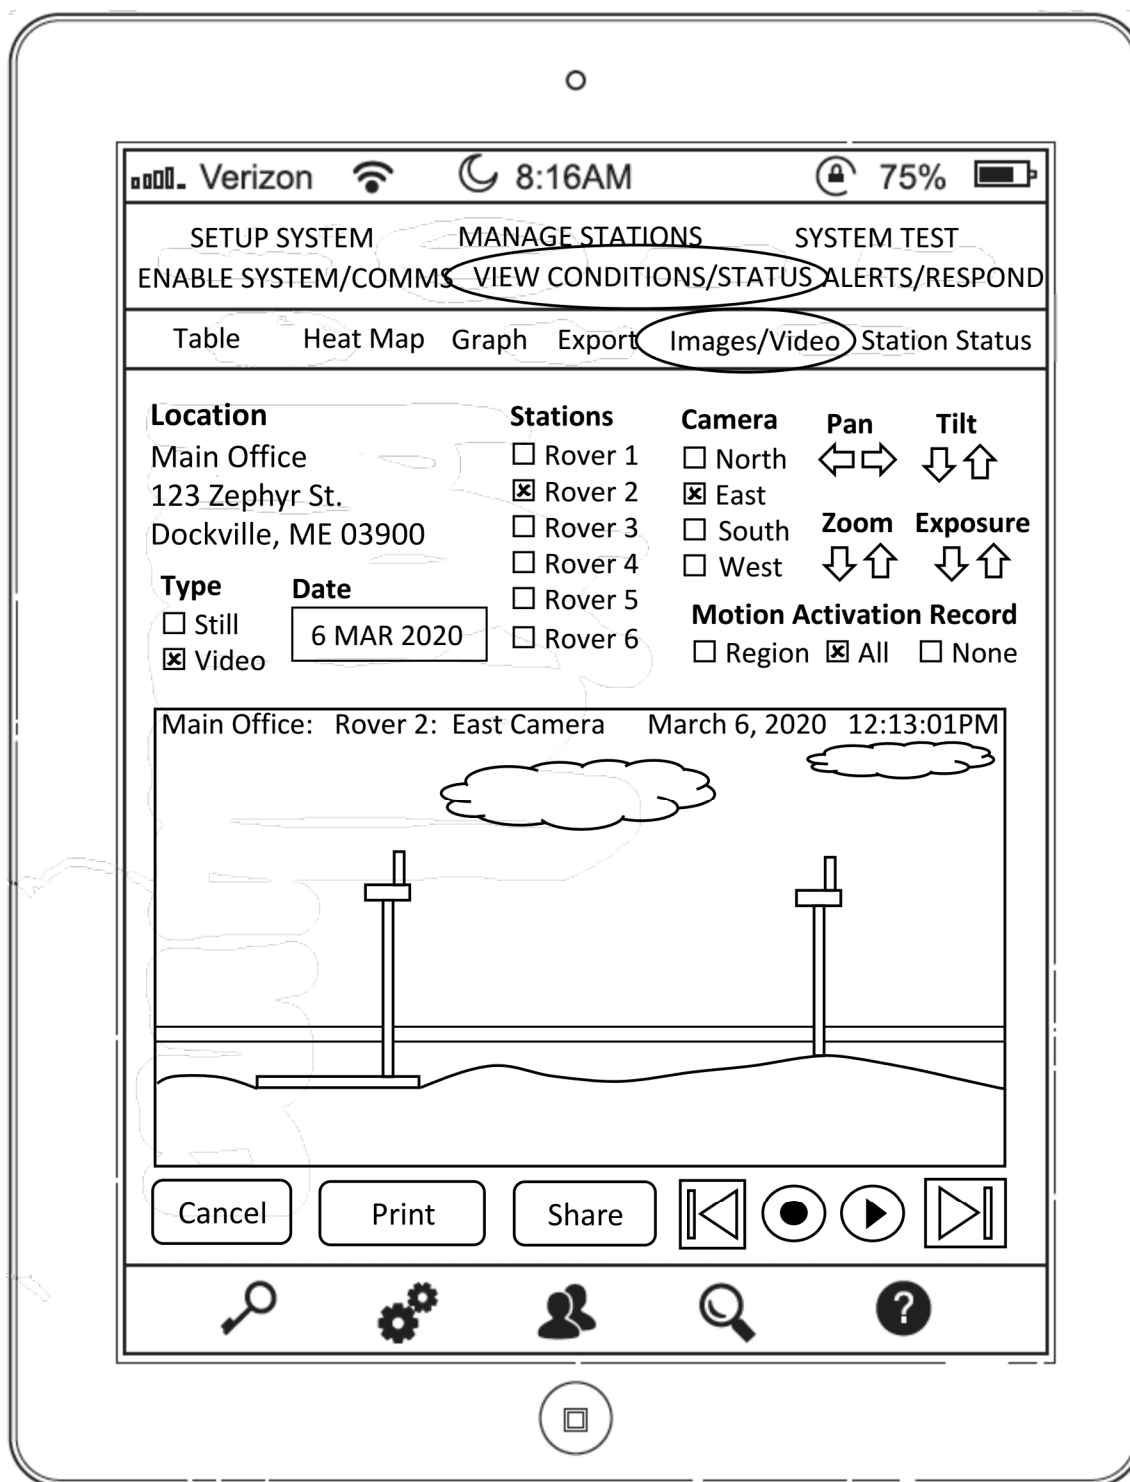 Verizon 8:16AM 75%
SETUP SYSTEM MANAGE STATIONS SYSTEM TEST
ENABLE SYSTEM/COMMS VIEW CONDITIONS/STATUS ALERTS/RESPOND
Table Heat Map Graph Export Images/Video Station Status
Location
Main Office
123 Zephyr St.
Dockville, ME 03900
Type
Still
Video
Date
6 MAR 2020
Stations
Rover 1
Rover 2
Rover 3
Rover 4
Rover 5
Rover 6
Camera
North
East
South
West
Pan Tilt
Zoom Exposure
Motion Activation Record
Region All None
Main Office: Rover 2: East Camera March 6, 2020 12:13:01PM
Cancel Print Share
?